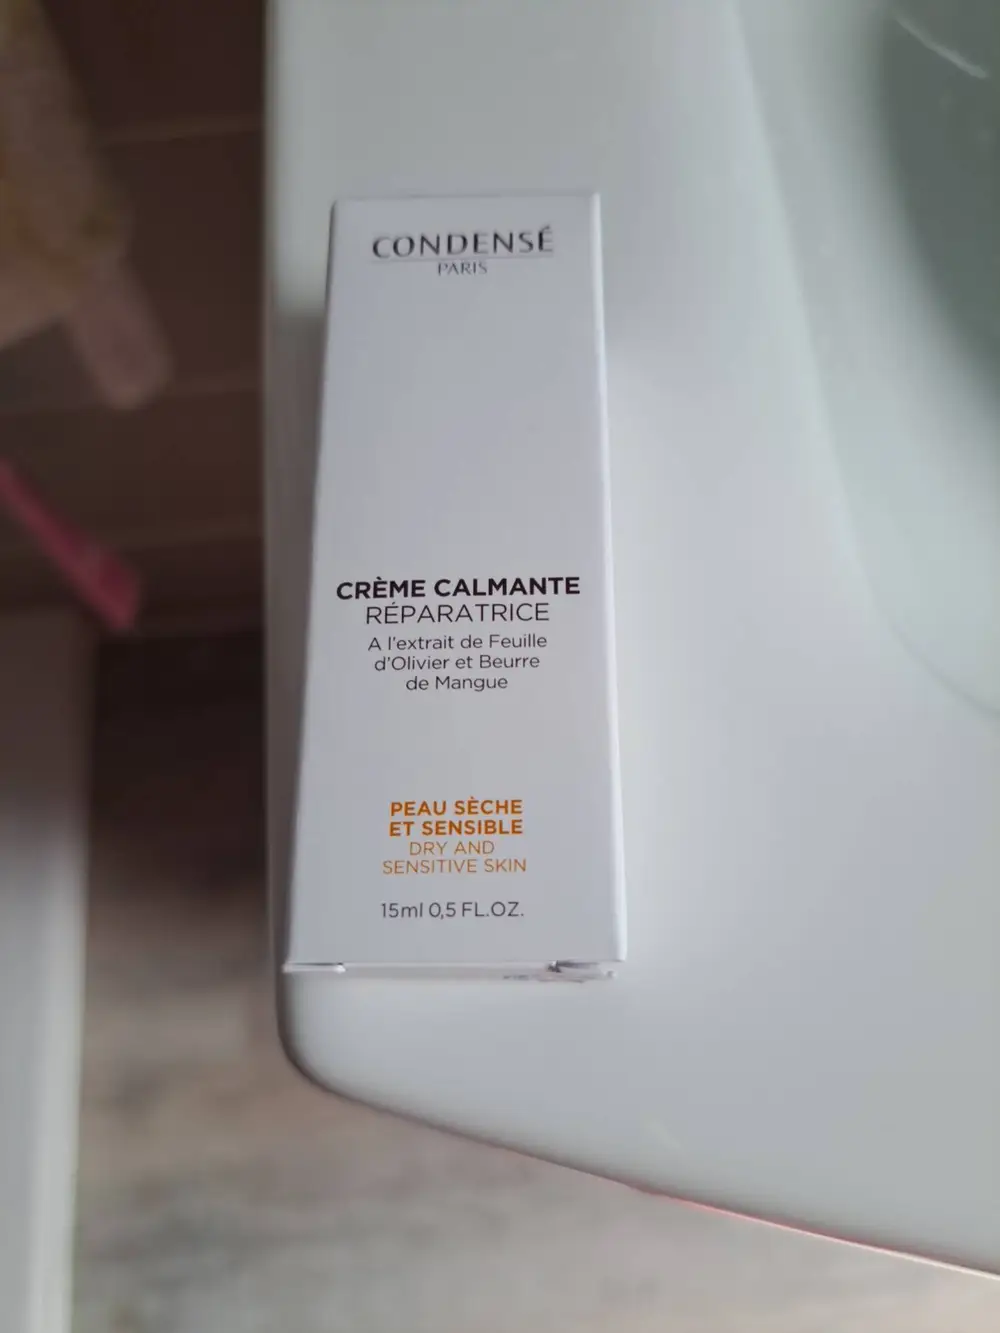 CONDENSÉ
PARIS
CRÈME CALMANTE
RÉPARATRICE
A l'extrait de Feuille
d'Olivier et Beurre
de Mangue
PEAU SÈCHE
ET SENSIBLE
DRY AND
SENSITIVE SKIN
15ml 0,5 FL.OZ.